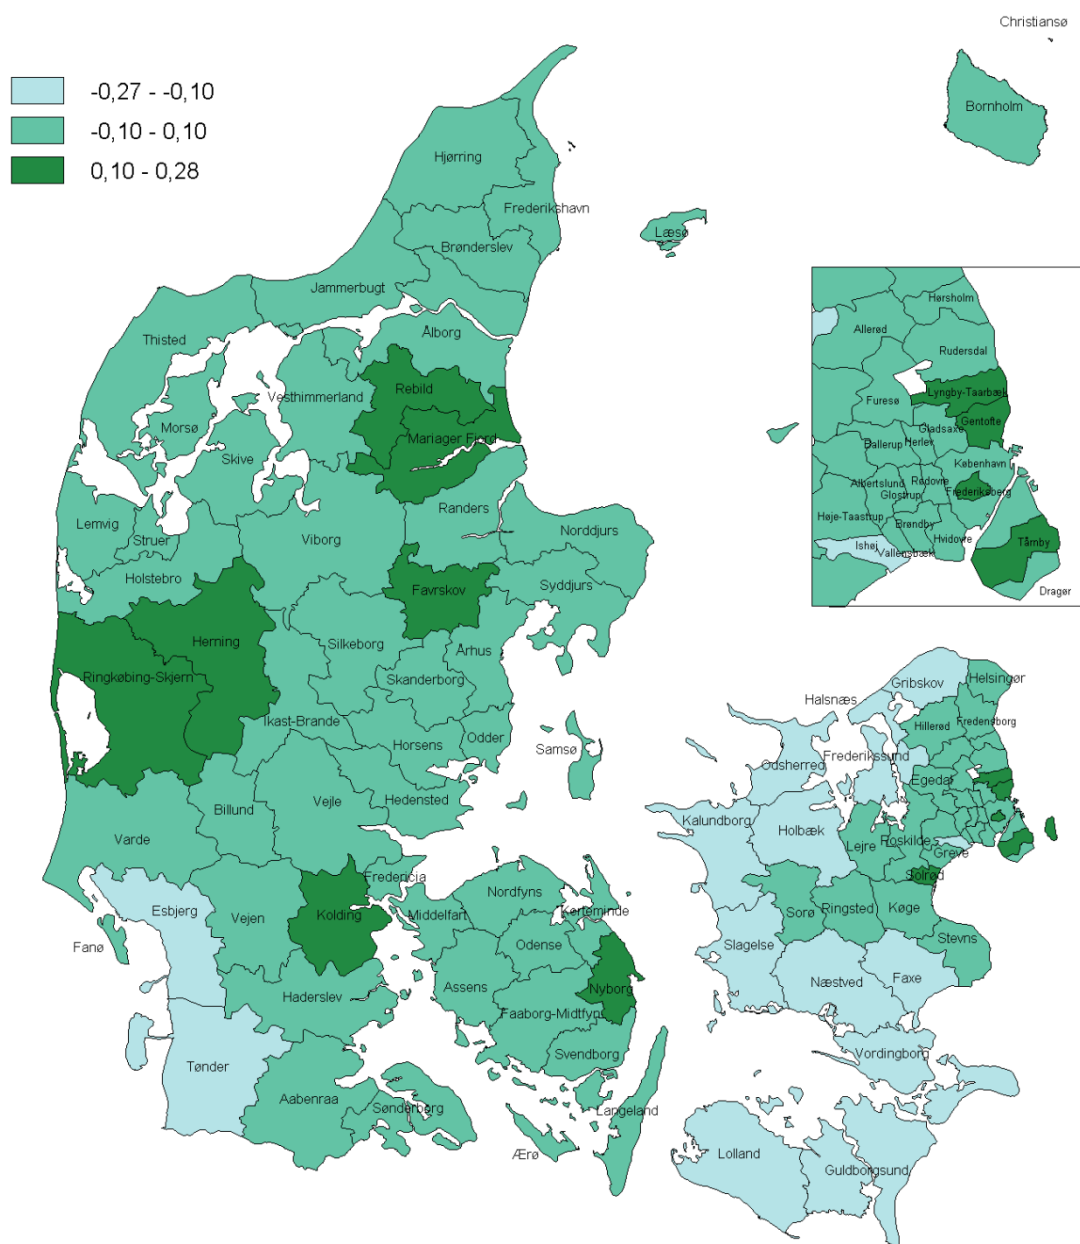 Christiansø
-0,27 - -0,10
-0,10 - 0,10
0,10 - 0,28
Bornholm
Hjørring
Frederikshavn
Læsø
Brønderslev
Jammerbugt
Thisted
Ålborg
Rebild
Vesthimmerland
Morsø
Mariager Fjord
Skive
Randers
Lemvig
Struer
Viborg
Norddjurs
Holstebro
Favrskov
Syddjurs
Herning
Silkeborg
Århus
Ringkøbing-Skjern
Skanderborg
Ikast-Brande
Horsens
Odder
Samsø
Hedensted
Vejle
Billund
Varde
Fredericia
Esbjerg
Vejen
Kolding
Middelfart
Nordfyns
Kerteminde
Fanø
Odense
Assens
Nyborg
Haderslev
Faaborg-Midtfyn
Svendborg
Tønder
Aabenraa
Sønderborg
Langeland
Ærø
Hørsholm
Allerød
Rudersdal
Lyngby-Taarbæk
Furesø
Gentofte
Gladsaxe
Ballerup
Herlev
København
Albertslund
Rødovre
Glostrup
Frederiksberg
Høje-Taastrup
Brøndby
Hvidovre
Ishøj
Vallensbæk
Tårnby
Dragør
Helsingør
Gribskov
Halsnæs
Hillerød
Fredensborg
Frederikssund
Odsherred
Egedal
Kalundborg
Holbæk
Lejre
Roskilde
Greve
Solrød
Sorø
Ringsted
Køge
Stevns
Slagelse
Næstved
Faxe
Vordingborg
Lolland
Guldborgsund